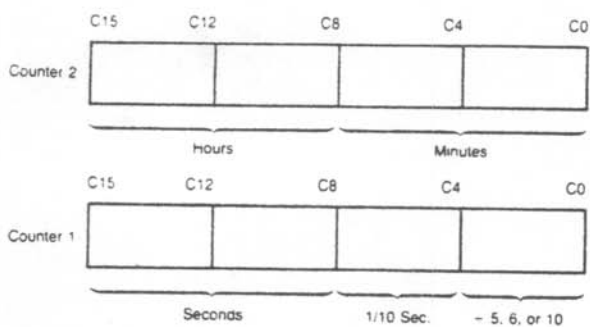 C15 C12 C8 C4 C0
Counter 2
Hours Minutes
C15 C12 C8 C4 C0
Counter 1
Seconds 1/10 Sec. ÷ 5, 6, or 10